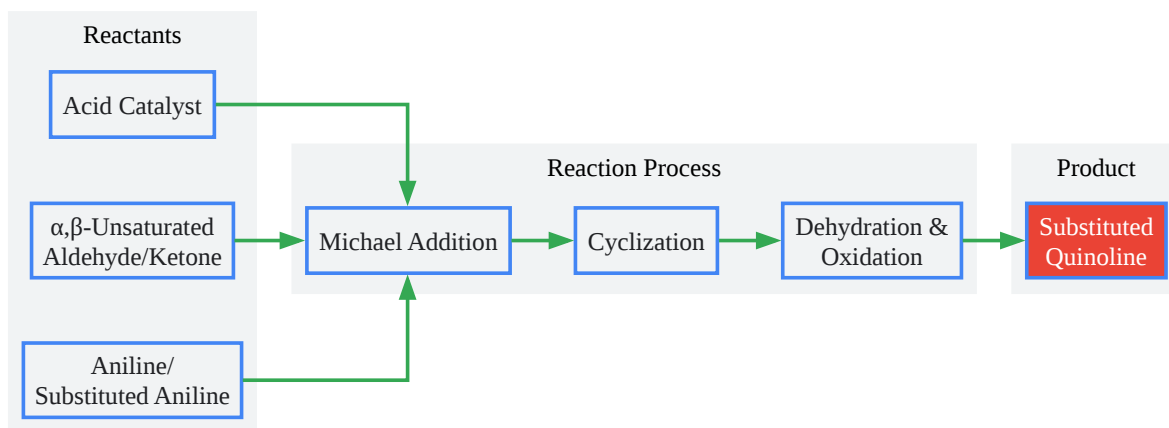 Reactants
Acid Catalyst
α,β-Unsaturated
Aldehyde/Ketone
Aniline/
Substituted Aniline
Reaction Process
Michael Addition
Cyclization
Dehydration &
Oxidation
Product
Substituted
Quinoline